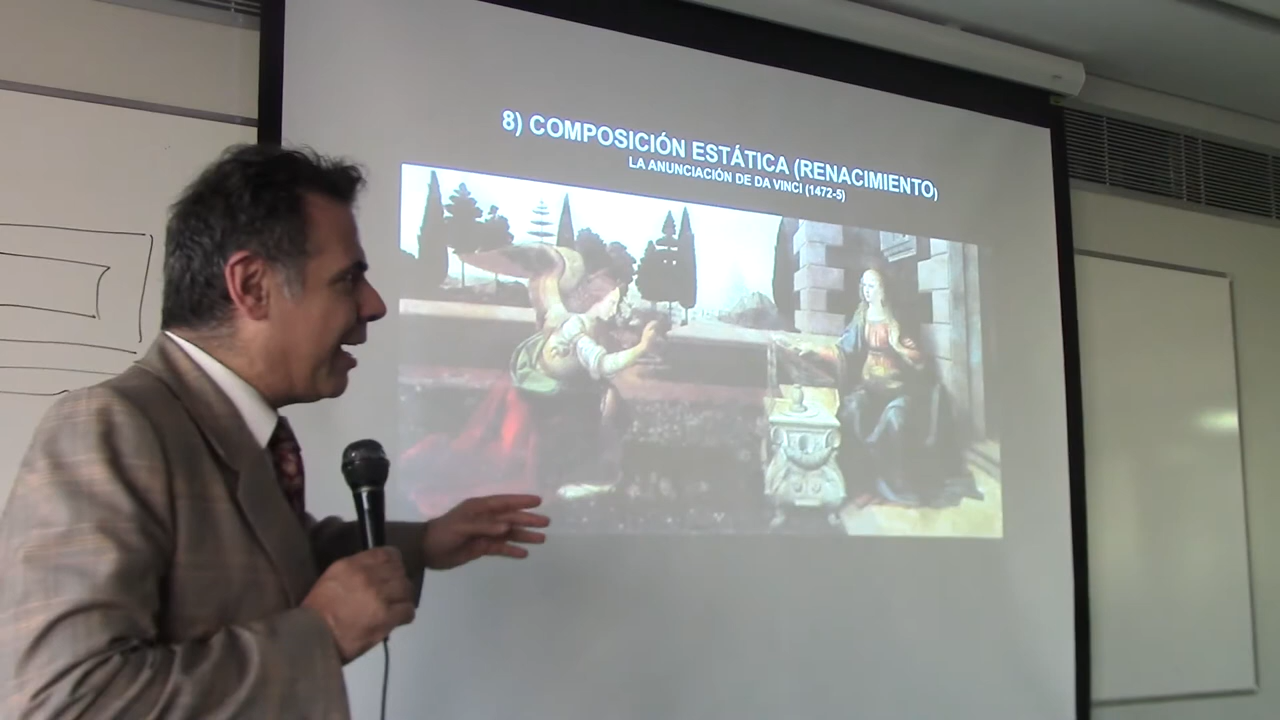 8) COMPOSICIÓN ESTÁTICA (RENACIMIENTO)
LA ANUNCIACIÓN DE DA VINCI (1472-5)